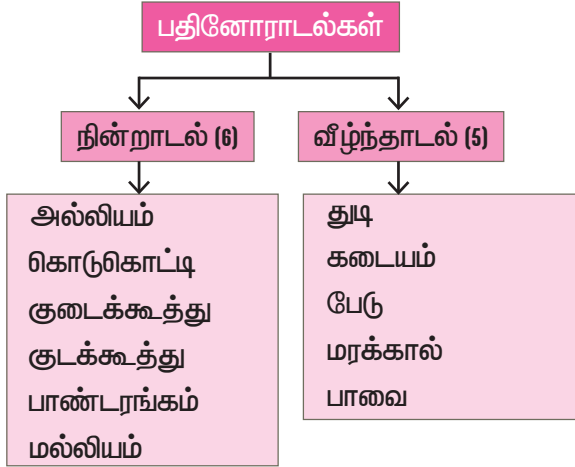 பதினோராடல்கள்
நின்றாடல் (6)
அல்லியம்
கொடுகொட்டி
குடைக்கூத்து
குடக்கூத்து
பாண்டரங்கம்
மல்லியம்
வீழ்ந்தாடல் (5)
துடி
கடையம்
பேடு
மரக்கால்
பாவை